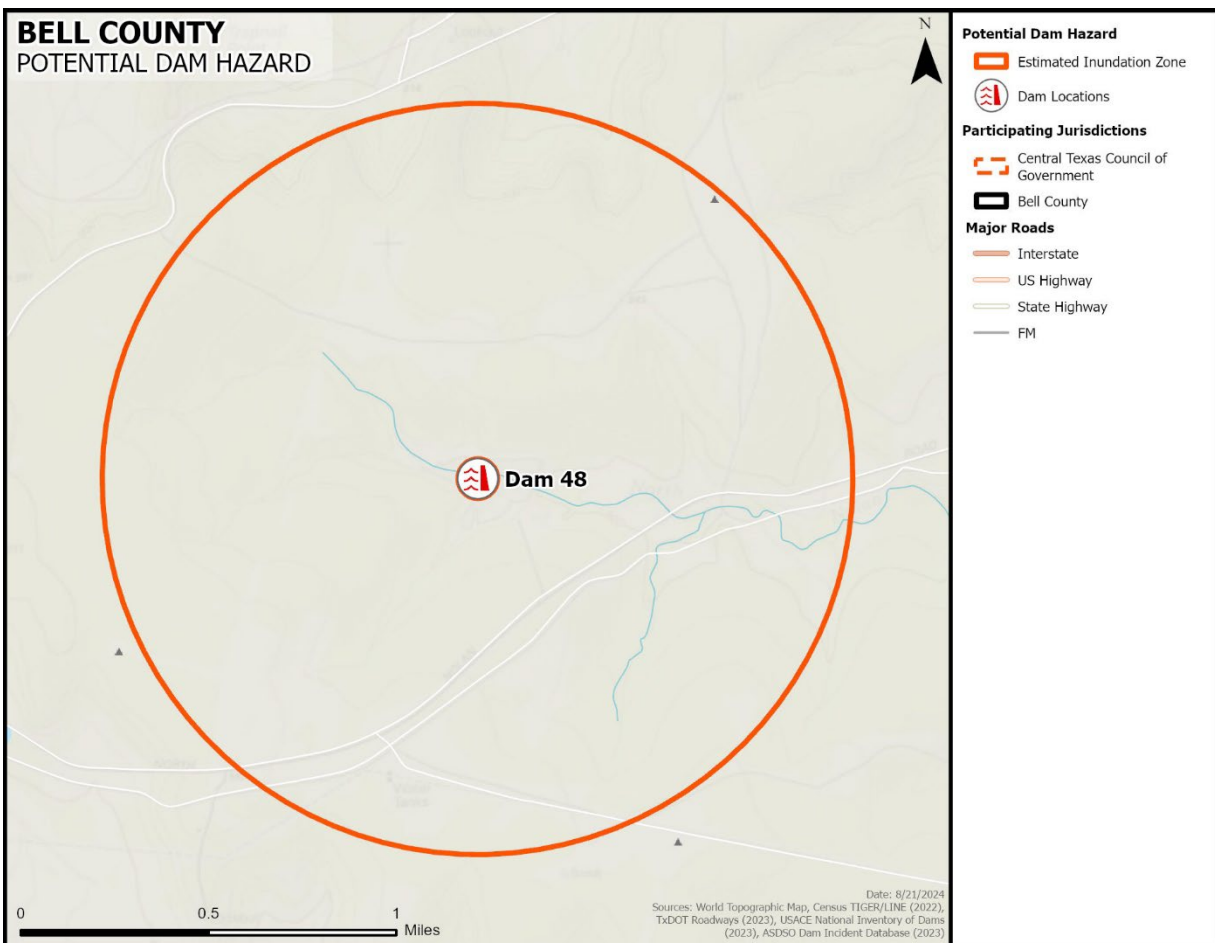 BELL COUNTY
POTENTIAL DAM HAZARD
N
Potential Dam Hazard
Estimated Inundation Zone
Dam Locations
Participating Jurisdictions
Central Texas Council of
Government
Bell County
Major Roads
Interstate
US Highway
State Highway
FM
Dam 48
0
0.5
1
Miles
Date: 8/21/2024
Sources: World Topographic Map, Census TIGER/LINE (2022),
TxDOT Roadways (2023), USACE National Inventory of Dams
(2023), ASDSO Dam Incident Database (2023)